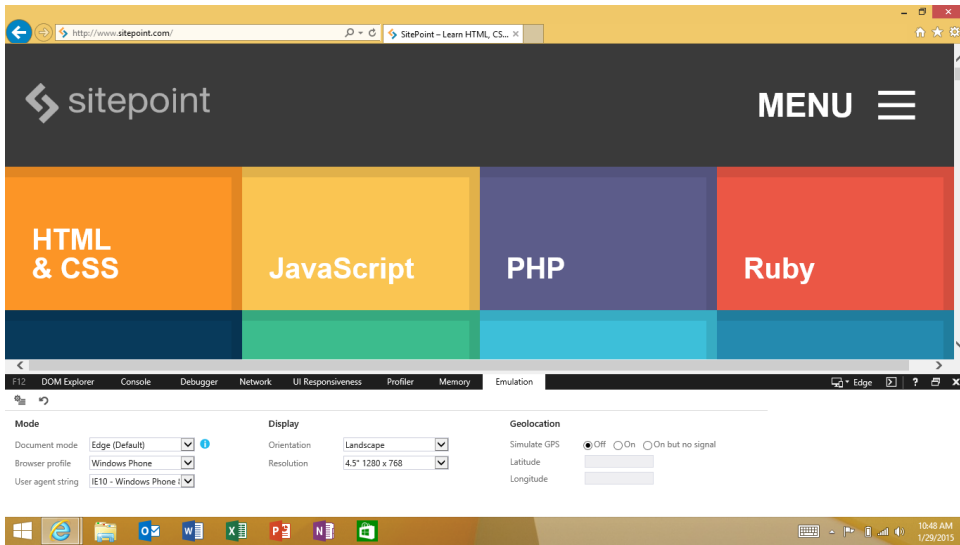 http://www.sitepoint.com/
SitePoint – Learn HTML, CS...
sitepoint
MENU
HTML
& CSS
JavaScript
PHP
Ruby
F12 DOM Explorer Console Debugger Network UI Responsiveness Profiler Memory Emulation Edge
Mode Display Geolocation
Document mode Edge (Default) Orientation Landscape Simulate GPS Off On On but no signal
Browser profile Windows Phone Resolution 4.5" 1280 x 768 Latitude
User agent string IE10 - Windows Phone Longitude
10:48 AM
1/29/2015